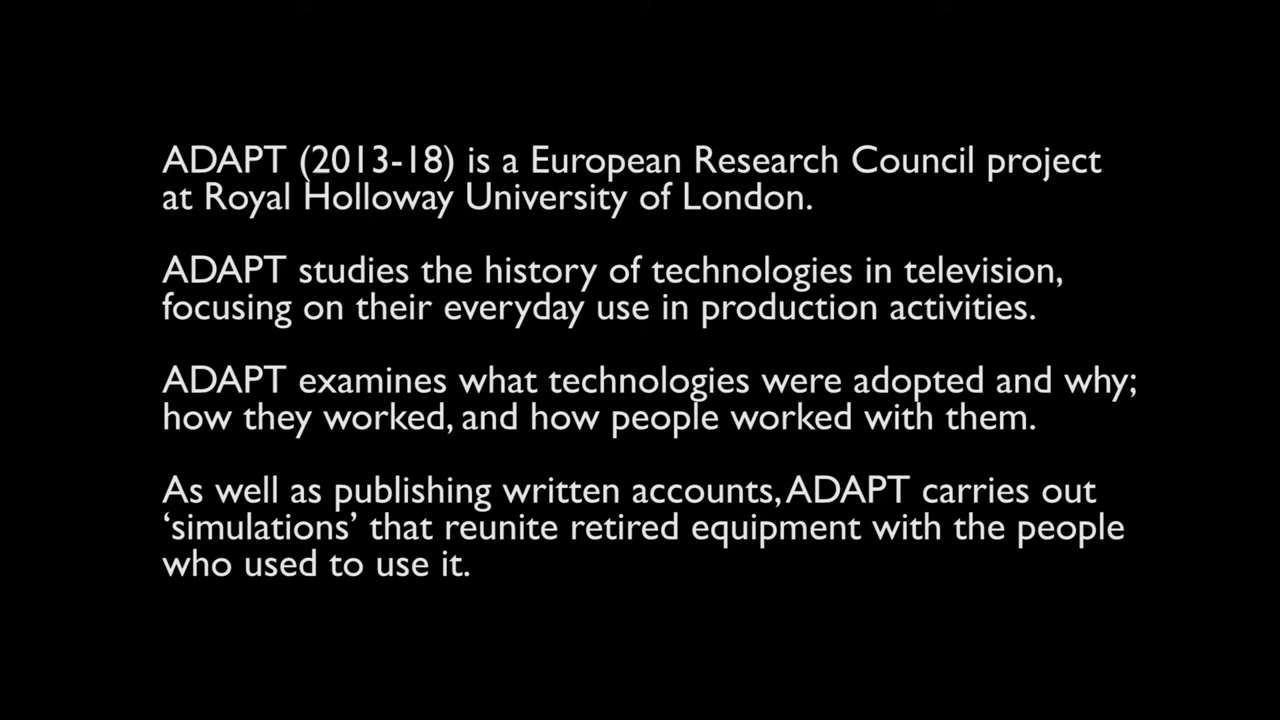 ADAPT (2013-18) is a European Research Council project
at Royal Holloway University of London.
ADAPT studies the history of technologies in television,
focusing on their everyday use in production activities.
ADAPT examines what technologies were adopted and why;
how they worked, and how people worked with them.
As well as publishing written accounts, ADAPT carries out
‘simulations’ that reunite retired equipment with the people
who used to use it.